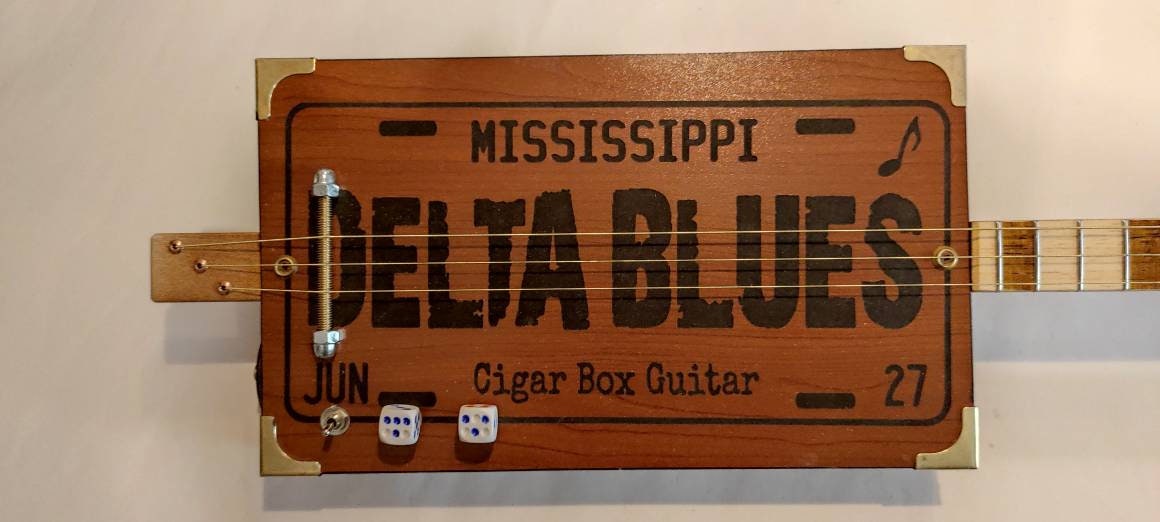 MISSISSIPPI
DELTA BLUES
JUN Cigar Box Guitar 27